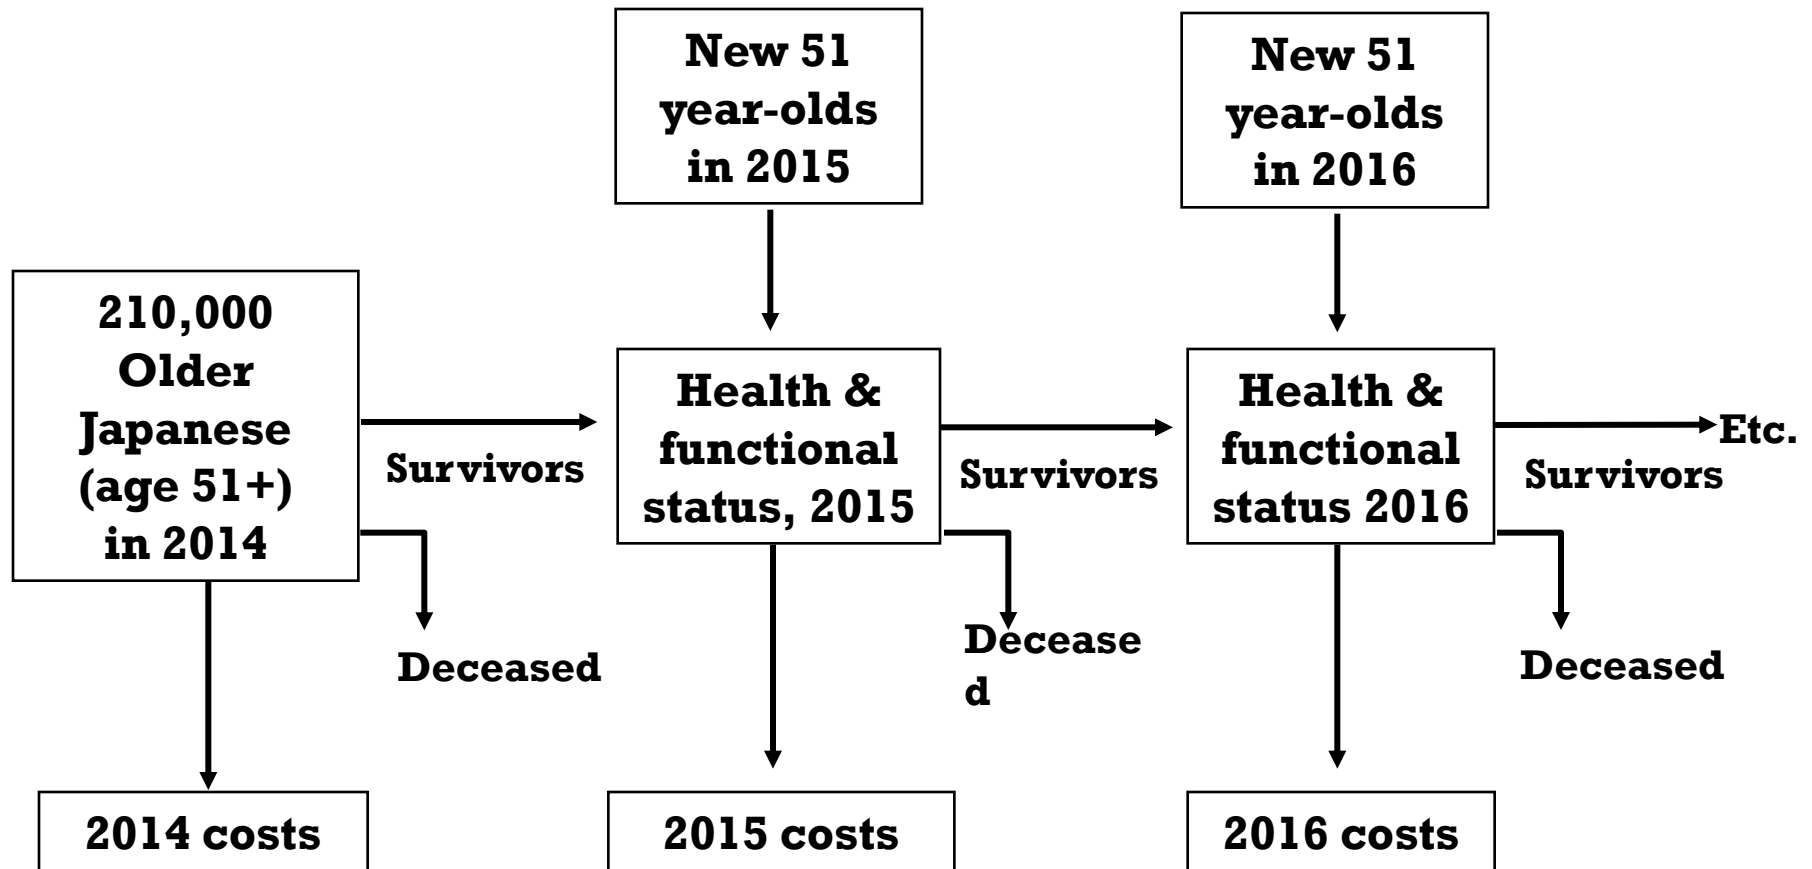 New 51
year-olds
in 2015
New 51
year-olds
in 2016
210,000
Older
Japanese
(age 51+)
in 2014
Survivors
Deceased
Health &
functional
status, 2015
Survivors
Decease
d
Health &
functional
status 2016
Survivors
Etc.
Deceased
2014 costs
2015 costs
2016 costs